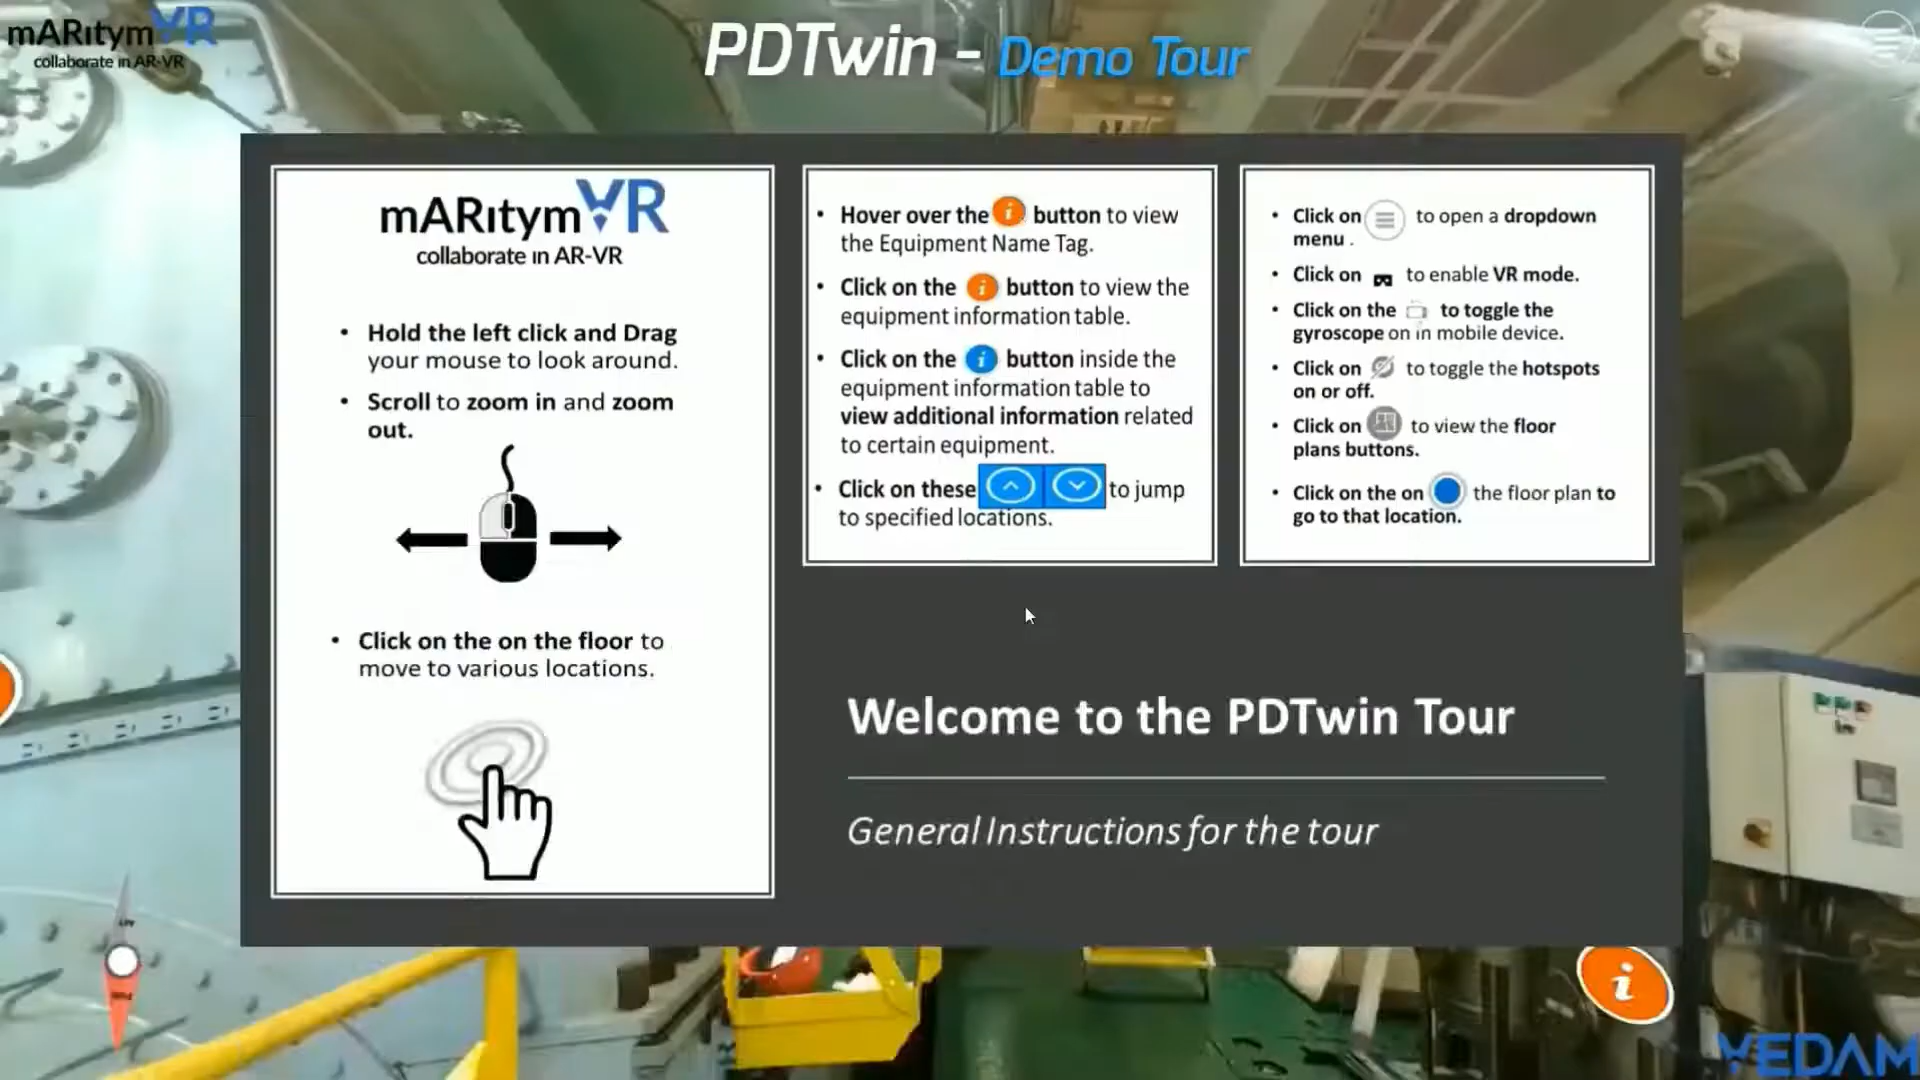 mARıtymVR
collaborate in AR-VR
PDTwin - Demo Tour
mARıtymVR
collaborate in AR-VR
• Hold the left click and Drag
your mouse to look around.
• Scroll to zoom in and zoom
out.
• Click on the on the floor to
move to various locations.
• Hover over the i button to view
the Equipment Name Tag.
• Click on the i button to view the
equipment information table.
• Click on the i button inside the
equipment information table to
view additional information related
to certain equipment.
• Click on these to jump
to specified locations.
• Click on to open a dropdown
menu .
• Click on to enable VR mode.
• Click on the to toggle the
gyroscope on in mobile device.
• Click on to toggle the hotspots
on or off.
• Click on to view the floor
plans buttons.
• Click on the on the floor plan to
go to that location.
Welcome to the PDTwin Tour
General Instructions for the tour
i
VEDAM